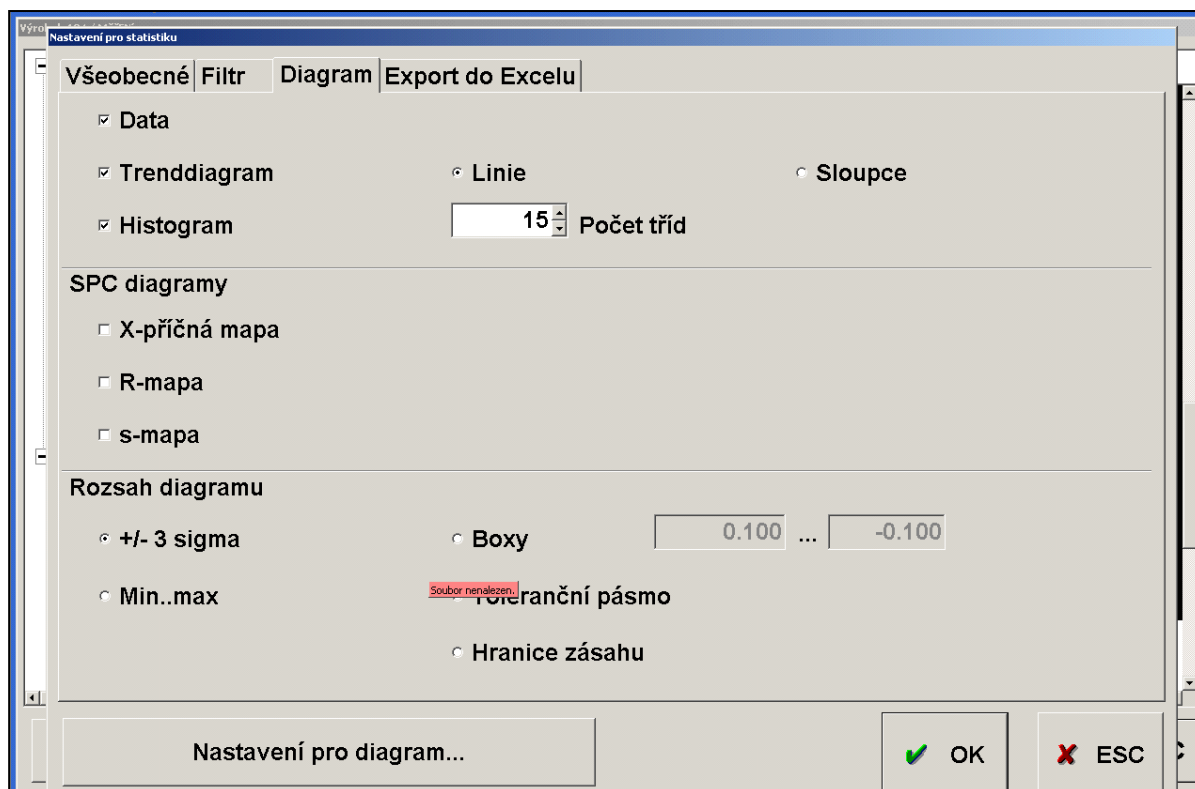 Nastavení pro statistiku
Všeobecné Filtr Diagram Export do Excelu
Data
Trenddiagram Linie Sloupce
Histogram 15 Počet tříd
SPC diagramy
X-příčná mapa
R-mapa
s-mapa
Rozsah diagramu
+/- 3 sigma Boxy 0.100 ... -0.100
Min..max Soubor nenalezen. Toleranční pásmo
Hranice zásahu
Nastavení pro diagram... OK ESC